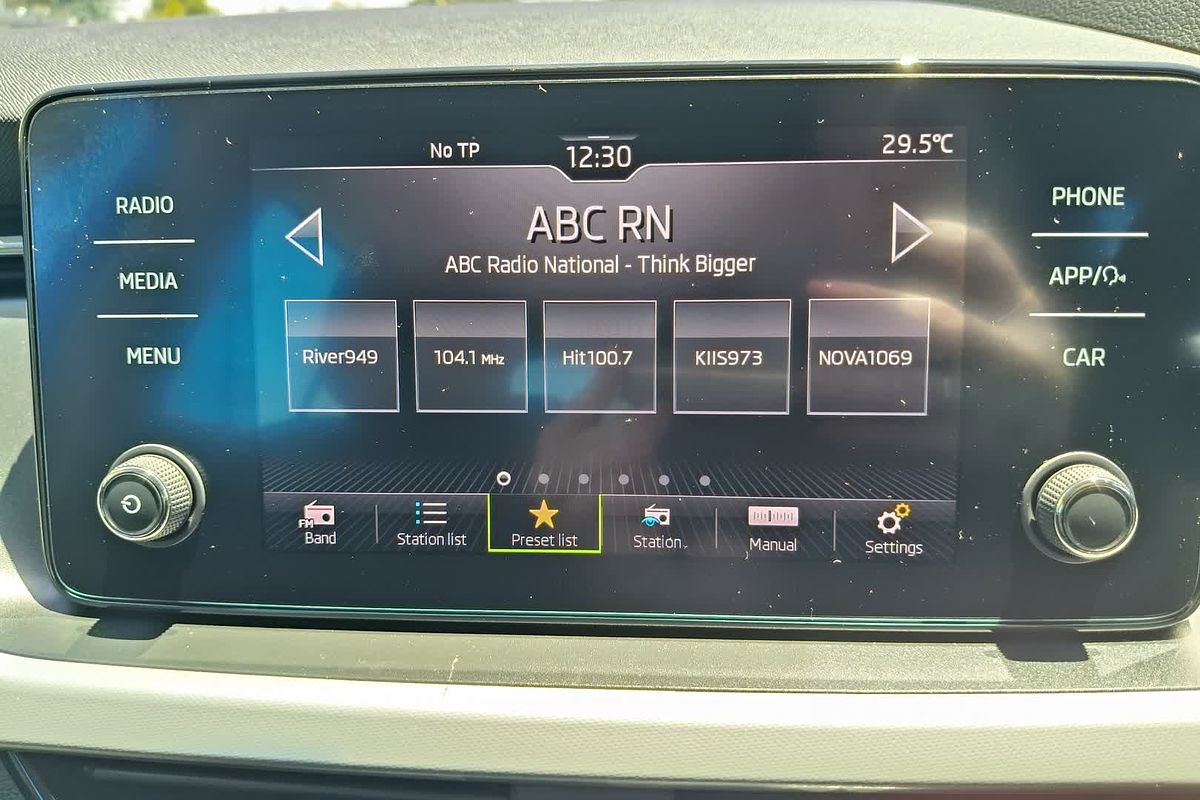 No TP
12:30
29.5°C
RADIO
MEDIA
MENU
ABC RN
ABC Radio National - Think Bigger
River949
104.1 MHz
Hit100.7
KIIS973
NOVA1069
PHONE
APP/
CAR
FM
Band
Station list
Preset list
Station
Manual
Settings